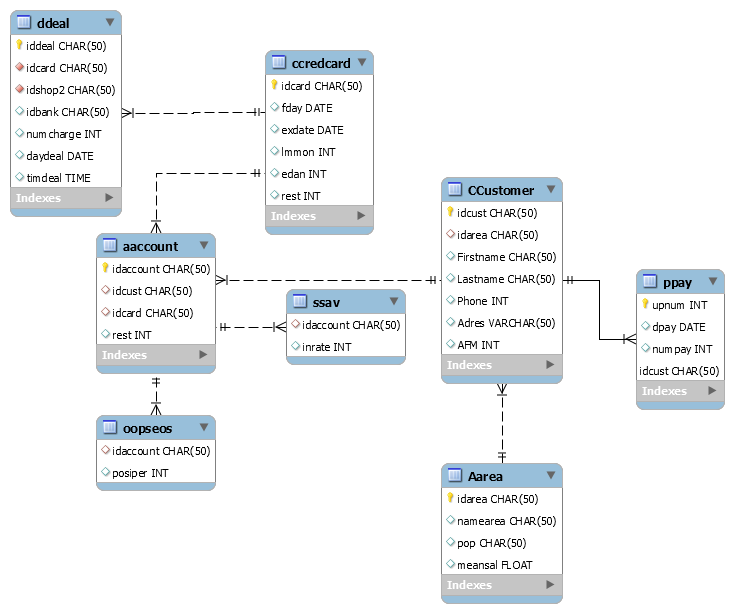 ddeal
iddeal CHAR(50)
idcard CHAR(50)
idshop2 CHAR(50)
idbank CHAR(50)
numcharge INT
daydeal DATE
timdeal TIME
Indexes
ccredcard
idcard CHAR(50)
fday DATE
exdate DATE
lmmon INT
edan INT
rest INT
Indexes
aaccount
idaccount CHAR(50)
idcust CHAR(50)
idcard CHAR(50)
rest INT
Indexes
ssav
idaccount CHAR(50)
inrate INT
oopseos
idaccount CHAR(50)
posiper INT
CCustomer
idcust CHAR(50)
idarea CHAR(50)
Firstname CHAR(50)
Lastname CHAR(50)
Phone INT
Adres VARCHAR(50)
AFM INT
Indexes
ppay
upnum INT
dpay DATE
numpay INT
idcust CHAR(50)
Indexes
Aarea
idarea CHAR(50)
namearea CHAR(50)
pop CHAR(50)
meansal FLOAT
Indexes